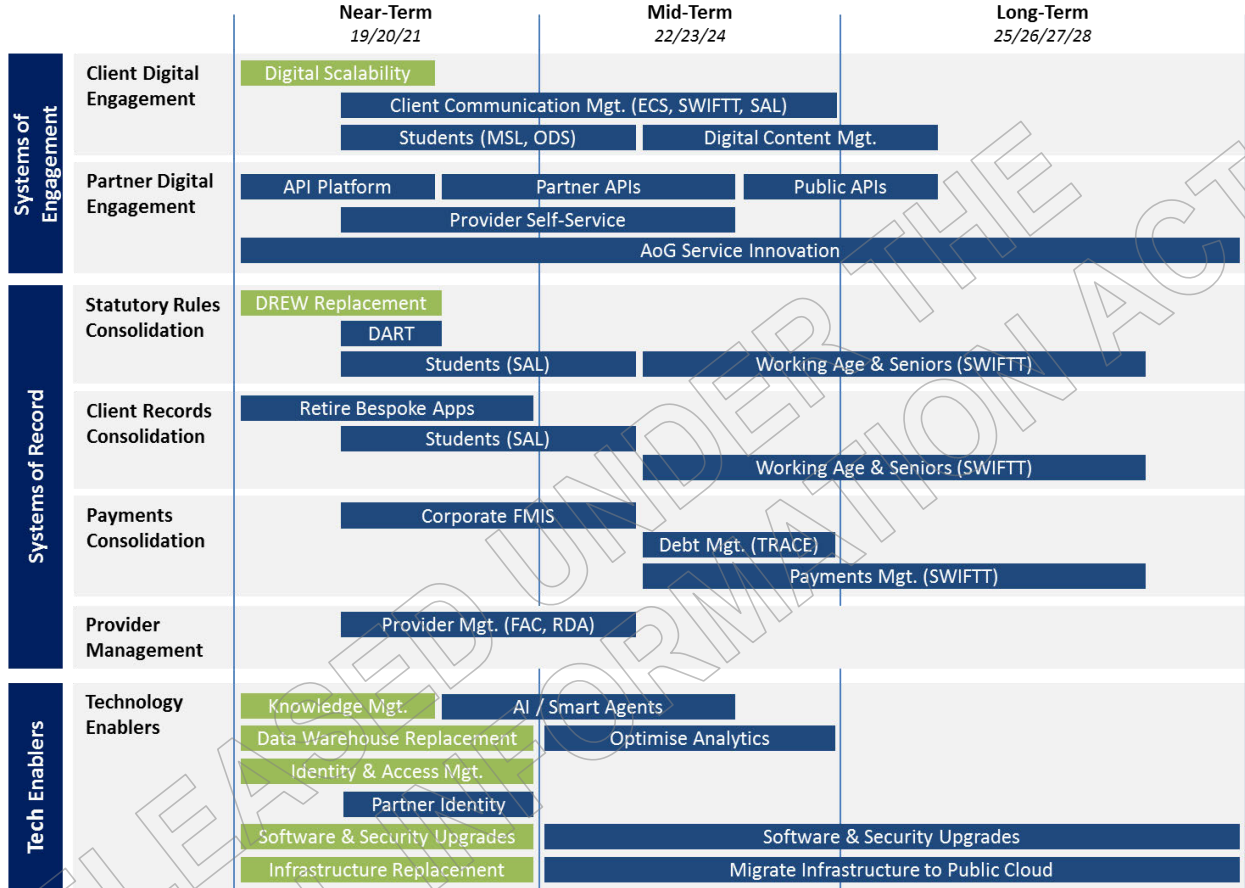 Near-Term
19/20/21
Mid-Term
22/23/24
Long-Term
25/26/27/28
Systems of
Engagement
Client Digital
Engagement
Digital Scalability
Client Communication Mgt. (ECS, SWIFTT, SAL)
Students (MSL, ODS)
Digital Content Mgt.
Partner Digital
Engagement
API Platform
Partner APIs
Public APIs
Provider Self-Service
AoG Service Innovation
Systems of Record
Statutory Rules
Consolidation
DREW Replacement
DART
Students (SAL)
Working Age & Seniors (SWIFTT)
Client Records
Consolidation
Retire Bespoke Apps
Students (SAL)
Working Age & Seniors (SWIFTT)
Payments
Consolidation
Corporate FMIS
Debt Mgt. (TRACE)
Payments Mgt. (SWIFTT)
Provider
Management
Provider Mgt. (FAC, RDA)
Tech Enablers
Technology
Enablers
Knowledge Mgt.
AI / Smart Agents
Data Warehouse Replacement
Optimise Analytics
Identity & Access Mgt.
Partner Identity
Software & Security Upgrades
Software & Security Upgrades
Infrastructure Replacement
Migrate Infrastructure to Public Cloud
UNDER THE
INFORMATION ACT